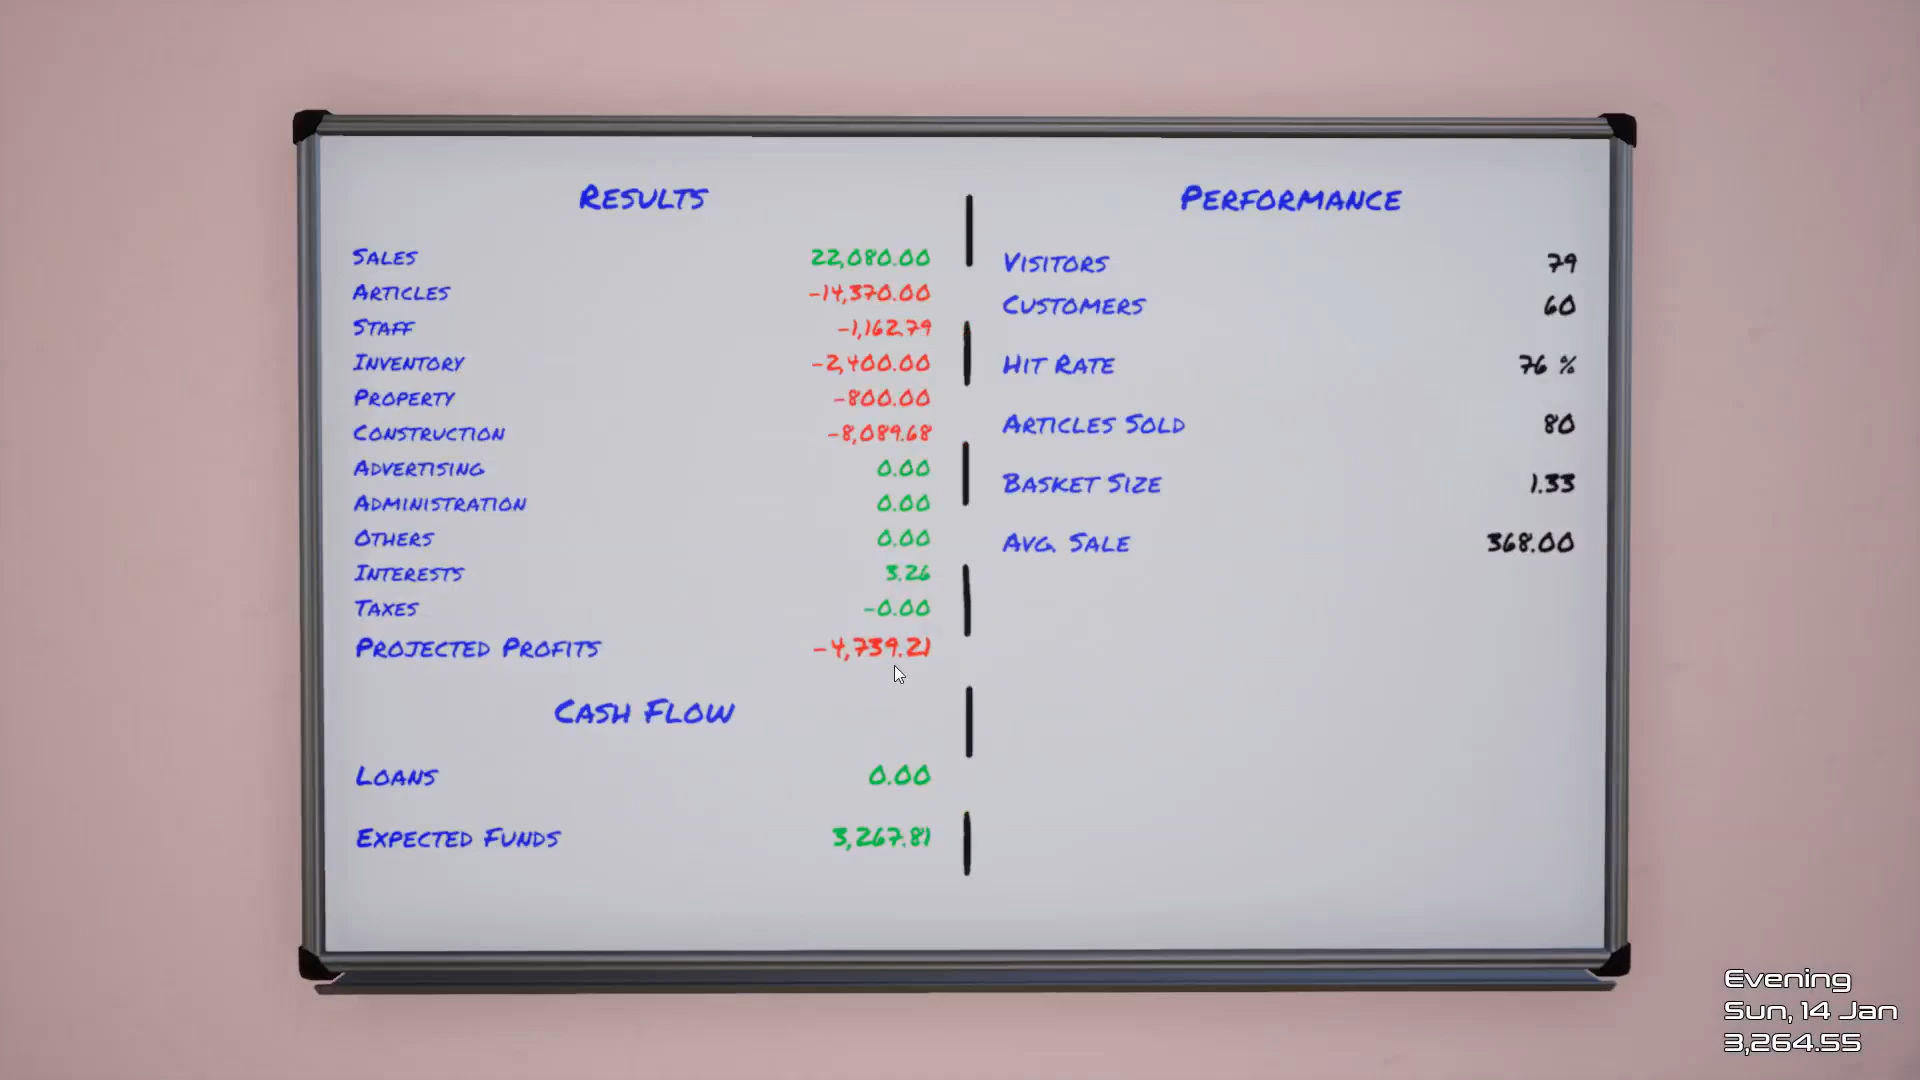 Results
Sales 22,080.00
Articles -14,370.00
Staff -1,162.79
Inventory -2,400.00
Property -800.00
Construction -8,089.68
Advertising 0.00
Administration 0.00
Others 0.00
Interests 3.26
Taxes -0.00
Projected Profits -4,739.21
Cash Flow
Loans 0.00
Expected Funds 3,267.81
Performance
Visitors 79
Customers 60
Hit Rate 76 %
Articles Sold 80
Basket Size 1.33
Avg. Sale 368.00
Evening
Sun, 14 Jan
3,264.55